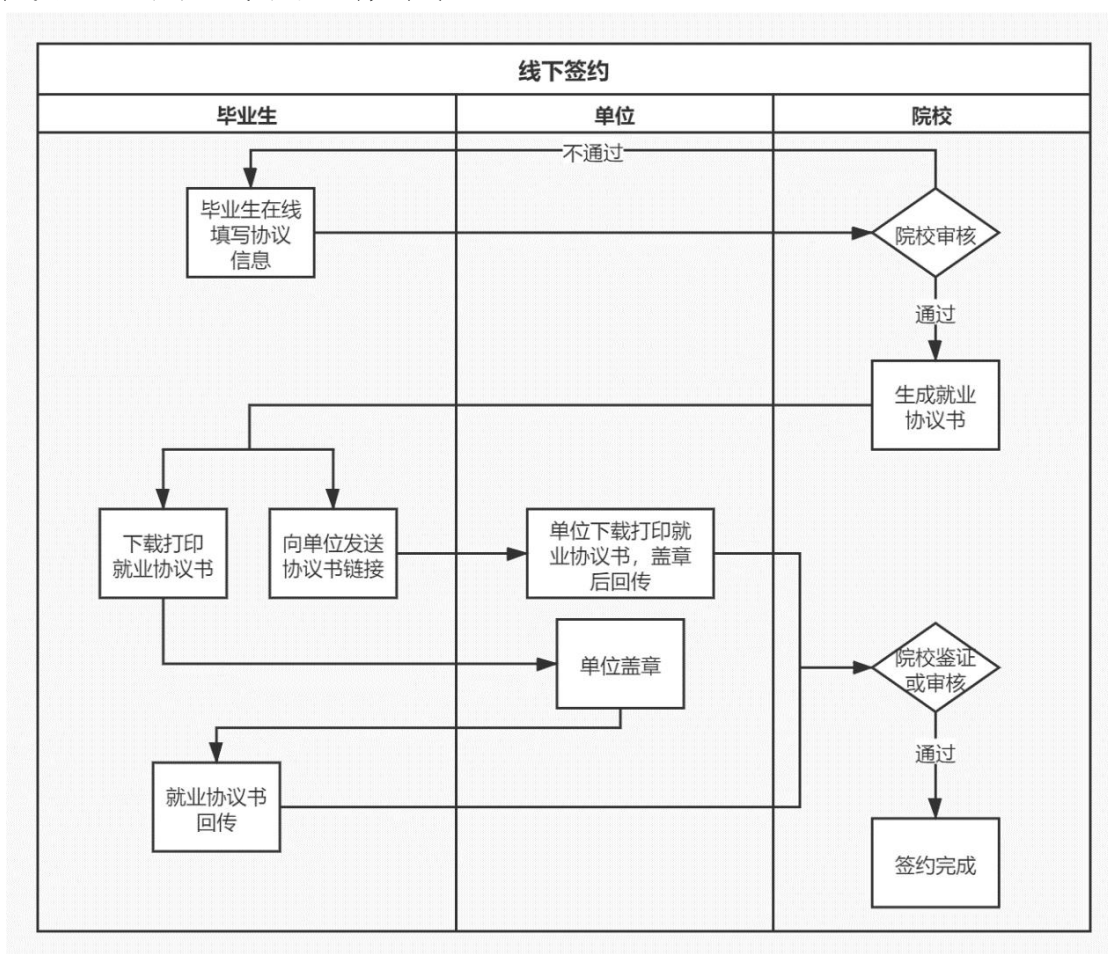 线下签约
毕业生
单位
院校
不通过
毕业生在线
填写协议
信息
院校审核
通过
生成就业
协议书
下载打印
就业协议书
向单位发送
协议书链接
单位下载打印就
业协议书，盖章
后回传
单位盖章
院校鉴证
或审核
通过
就业协议书
回传
签约完成